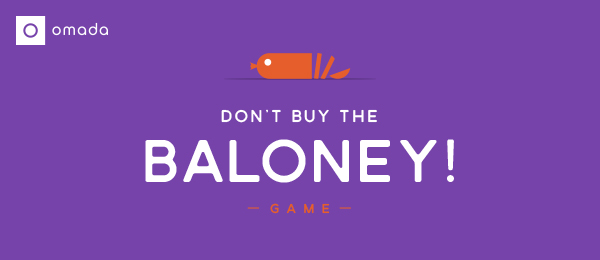 omada
DON'T BUY THE
BALONEY!
— GAME —